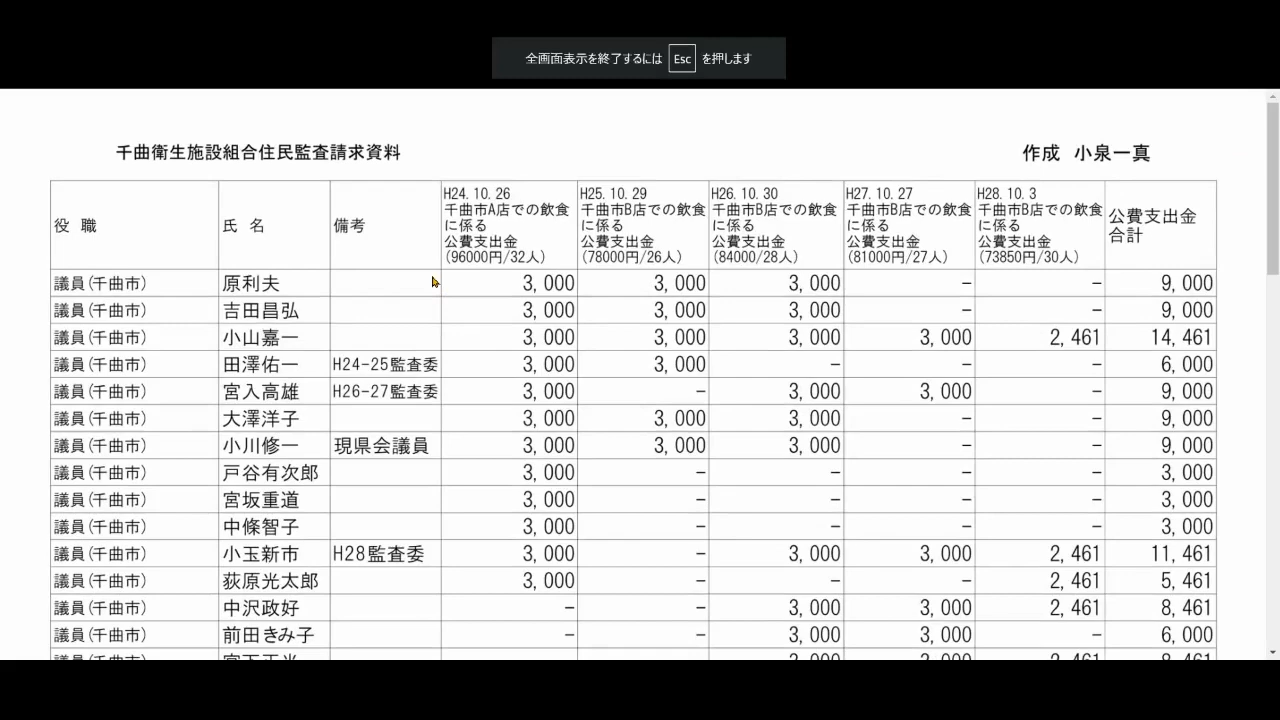 全画面表示を終了するには Esc を押します
千曲衛生施設組合住民監査請求資料 作成 小泉一真
役 職 氏 名 備考 H24.10.26 千曲市A店での飲食に係る公費支出金(96000円/32人) H25.10.29 千曲市B店での飲食に係る公費支出金(78000円/26人) H26.10.30 千曲市B店での飲食に係る公費支出金(84000/28人) H27.10.27 千曲市B店での飲食に係る公費支出金(81000円/27人) H28.10.3 千曲市B店での飲食に係る公費支出金(73850円/30人) 公費支出金合計
議員(千曲市) 原利夫 3,000 3,000 3,000 − − 9,000
議員(千曲市) 吉田昌弘 3,000 3,000 3,000 − − 9,000
議員(千曲市) 小山嘉一 3,000 3,000 3,000 3,000 2,461 14,461
議員(千曲市) 田澤佑一 H24-25監査委 3,000 3,000 − − − 6,000
議員(千曲市) 宮入高雄 H26-27監査委 3,000 − 3,000 3,000 − 9,000
議員(千曲市) 大澤洋子 3,000 3,000 3,000 − − 9,000
議員(千曲市) 小川修一 現県会議員 3,000 3,000 3,000 − − 9,000
議員(千曲市) 戸谷有次郎 3,000 − − − − 3,000
議員(千曲市) 宮坂重道 3,000 − − − − 3,000
議員(千曲市) 中條智子 3,000 − − − − 3,000
議員(千曲市) 小玉新市 H28監査委 3,000 − 3,000 3,000 2,461 11,461
議員(千曲市) 荻原光太郎 3,000 − − − 2,461 5,461
議員(千曲市) 中沢政好 − − 3,000 3,000 2,461 8,461
議員(千曲市) 前田きみ子 − − 3,000 3,000 − 6,000